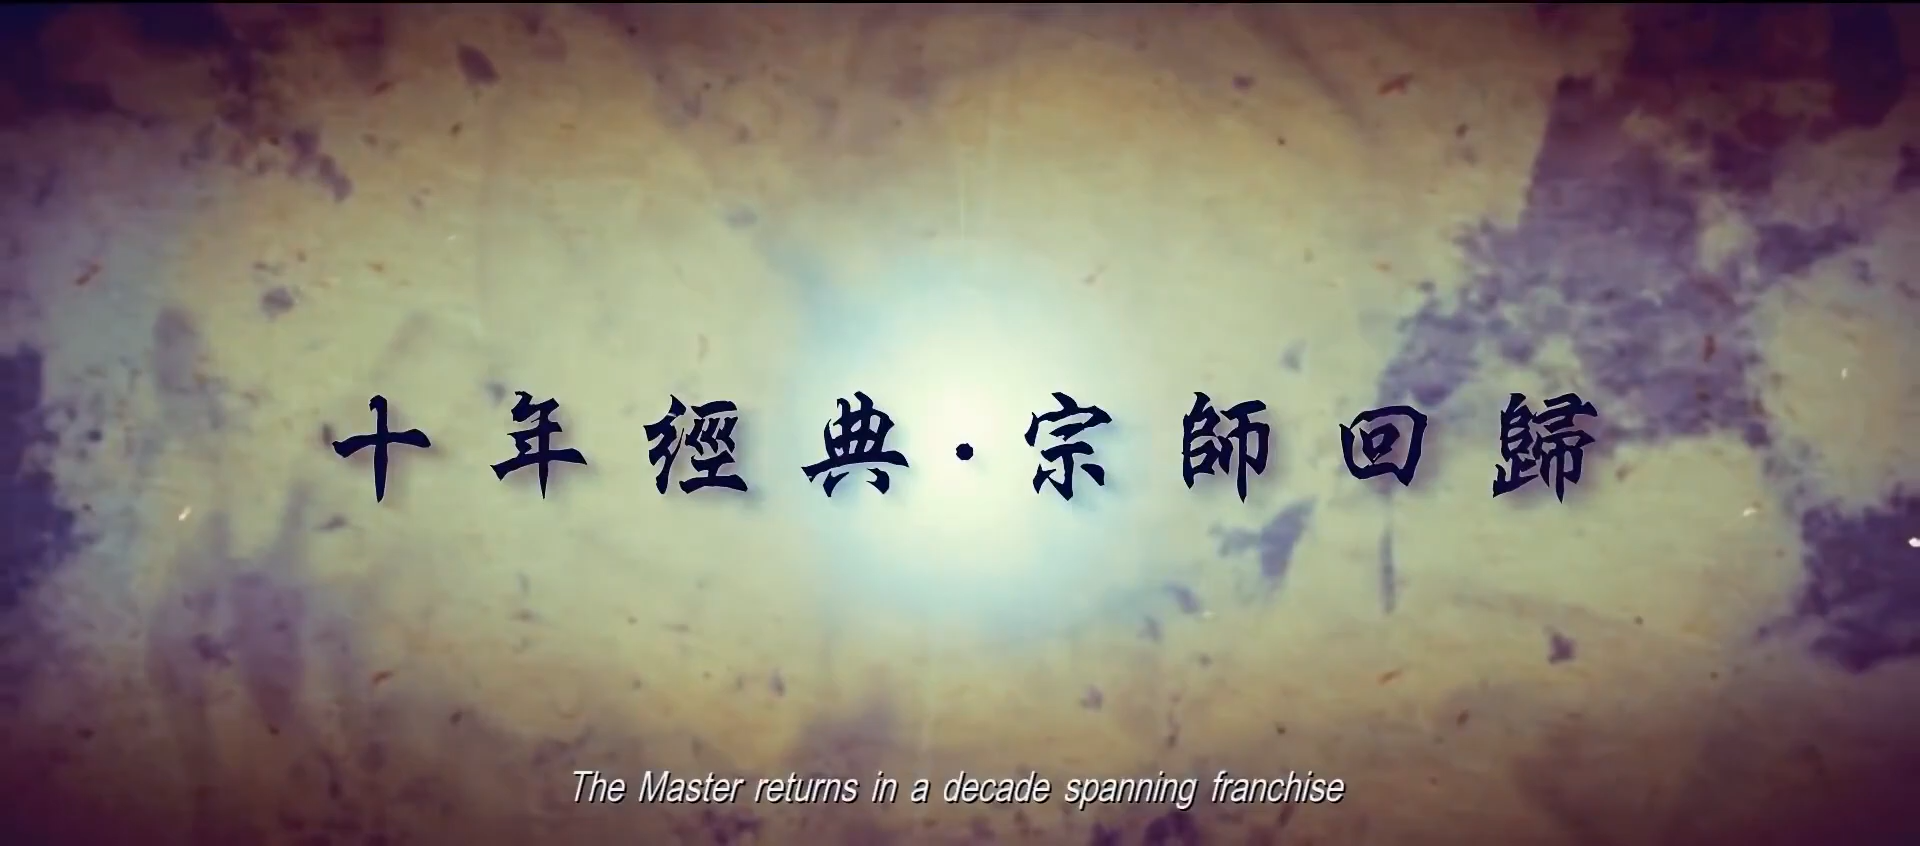 十年經典·宗師回歸
The Master returns in a decade spanning franchise